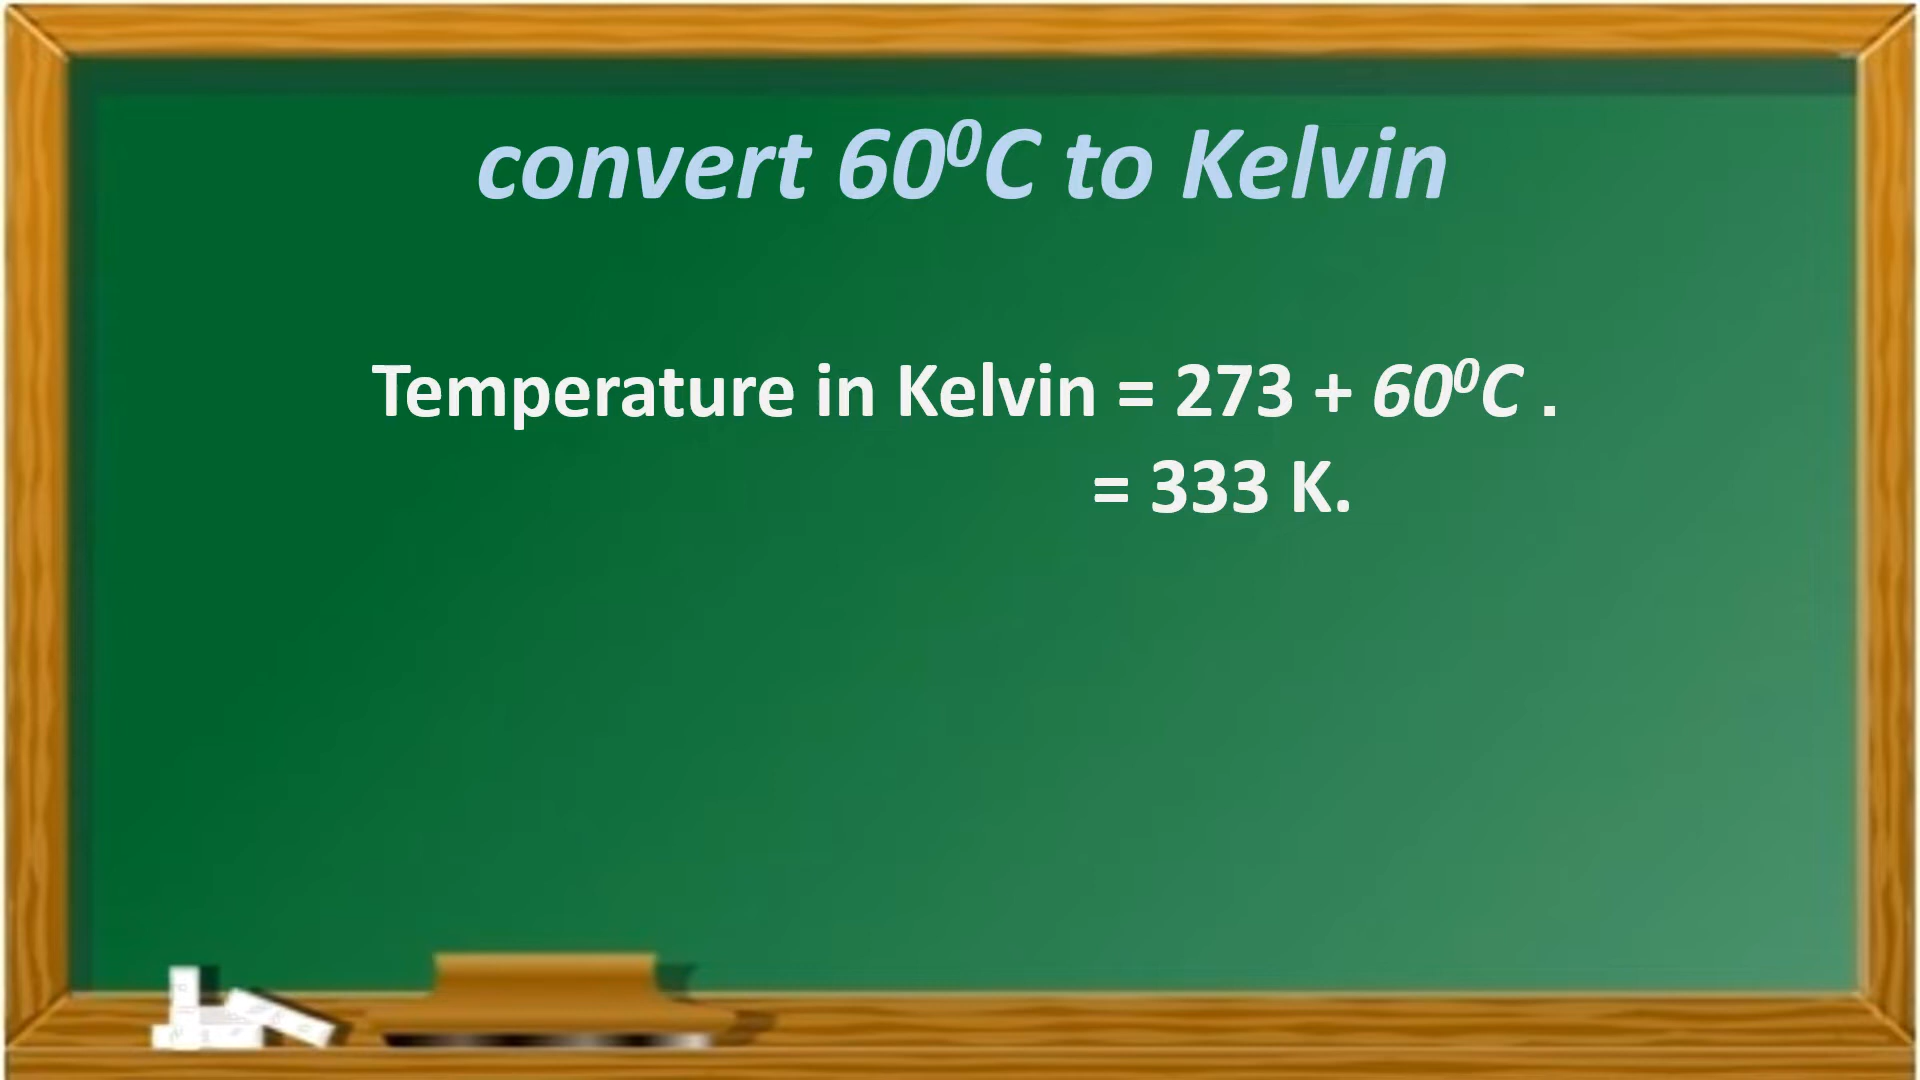 convert 60⁰C to Kelvin
Temperature in Kelvin = 273 + 60⁰C .
= 333 K.